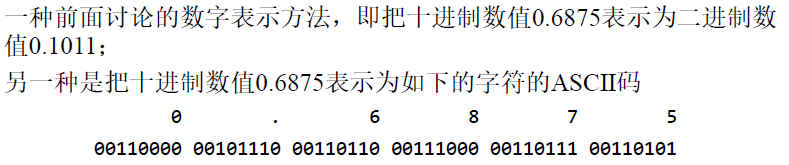 一种前面讨论的数字表示方法，即把十进制数值0.6875表示为二进制数
值0.1011；
另一种是把十进制数值0.6875表示为如下的字符的ASCII码
0 . 6 8 7 5
00110000 00101110 00110110 00111000 00110111 00110101